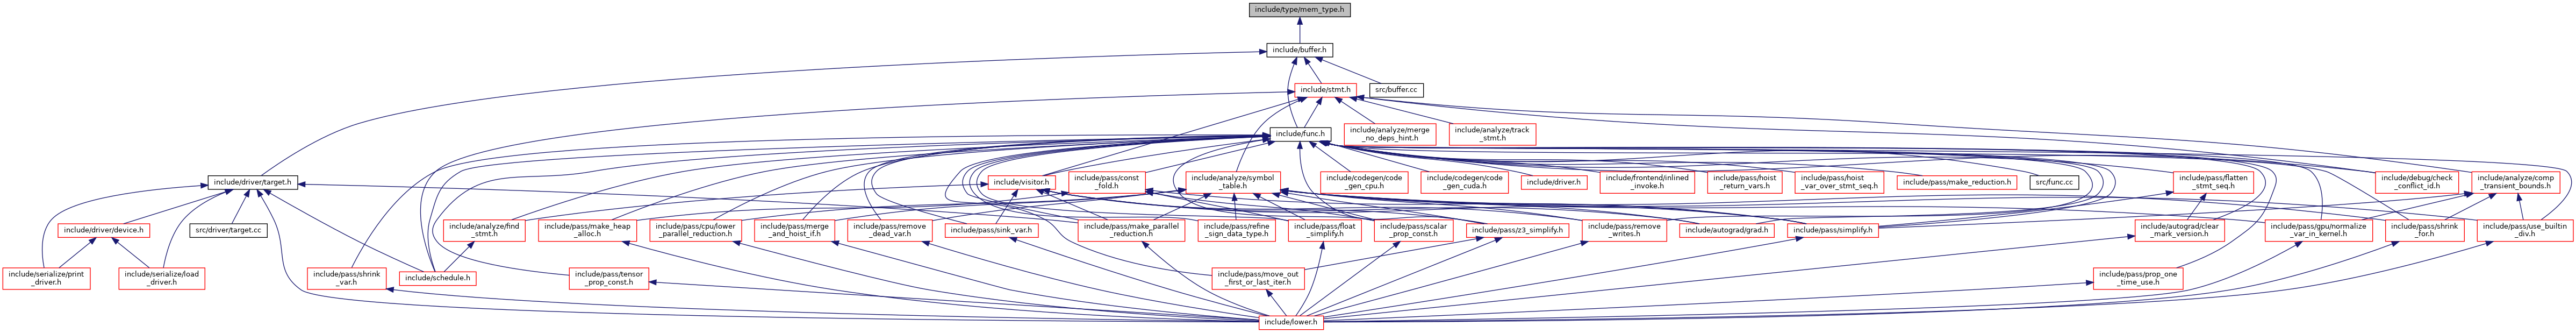 include/type/mem_type.h
include/buffer.h
include/stmt.h
src/buffer.cc
include/func.h
include/analyze/merge
_no_deps_hint.h
include/analyze/track
_stmt.h
include/driver/target.h
include/visitor.h
include/pass/const
_fold.h
include/analyze/symbol
_table.h
include/codegen/code
_gen_cpu.h
include/codegen/code
_gen_cuda.h
include/driver.h
include/frontend/inlined
_invoke.h
include/pass/hoist
_return_vars.h
include/pass/hoist
_var_over_stmt_seq.h
include/pass/make_reduction.h
src/func.cc
include/pass/flatten
_stmt_seq.h
include/debug/check
_conflict_id.h
include/analyze/comp
_transient_bounds.h
include/driver/device.h
src/driver/target.cc
include/analyze/find
_stmt.h
include/pass/make_heap
_alloc.h
include/pass/cpu/lower
_parallel_reduction.h
include/pass/merge
_and_hoist_if.h
include/pass/remove
_dead_var.h
include/pass/sink_var.h
include/pass/make_parallel
_reduction.h
include/pass/refine
_sign_data_type.h
include/pass/float
_simplify.h
include/pass/scalar
_prop_const.h
include/pass/z3_simplify.h
include/pass/remove
_writes.h
include/autograd/grad.h
include/pass/simplify.h
include/autograd/clear
_mark_version.h
include/pass/gpu/normalize
_var_in_kernel.h
include/pass/shrink
_for.h
include/pass/use_builtin
_div.h
include/serialize/print
_driver.h
include/serialize/load
_driver.h
include/pass/shrink
_var.h
include/schedule.h
include/pass/tensor
_prop_const.h
include/pass/move_out
_first_or_last_iter.h
include/pass/prop_one
_time_use.h
include/lower.h